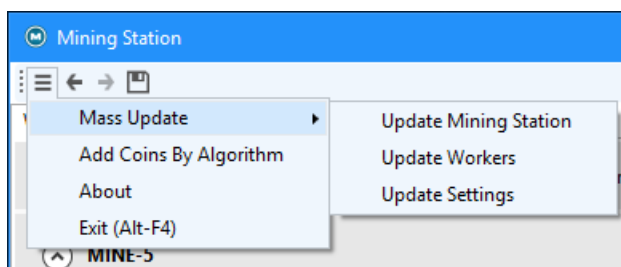 Mining Station
Mass Update
Update Mining Station
Add Coins By Algorithm
Update Workers
About
Update Settings
Exit (Alt-F4)
MINE-5